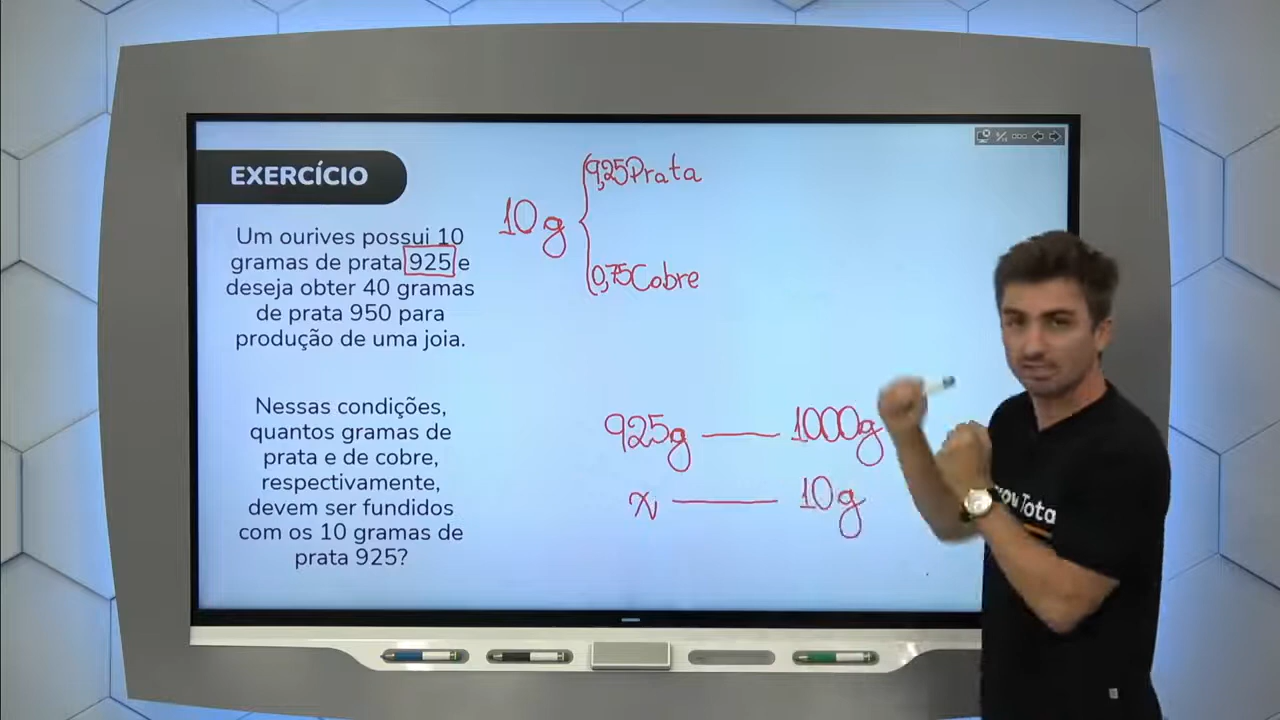 EXERCÍCIO
Um ourives possui 10
gramas de prata 925 e
deseja obter 40 gramas
de prata 950 para
produção de uma joia.
Nessas condições,
quantos gramas de
prata e de cobre,
respectivamente,
devem ser fundidos
com os 10 gramas de
prata 925?
10g
9,25 Prata
0,75 Cobre
925g — 1000g
x — 10g